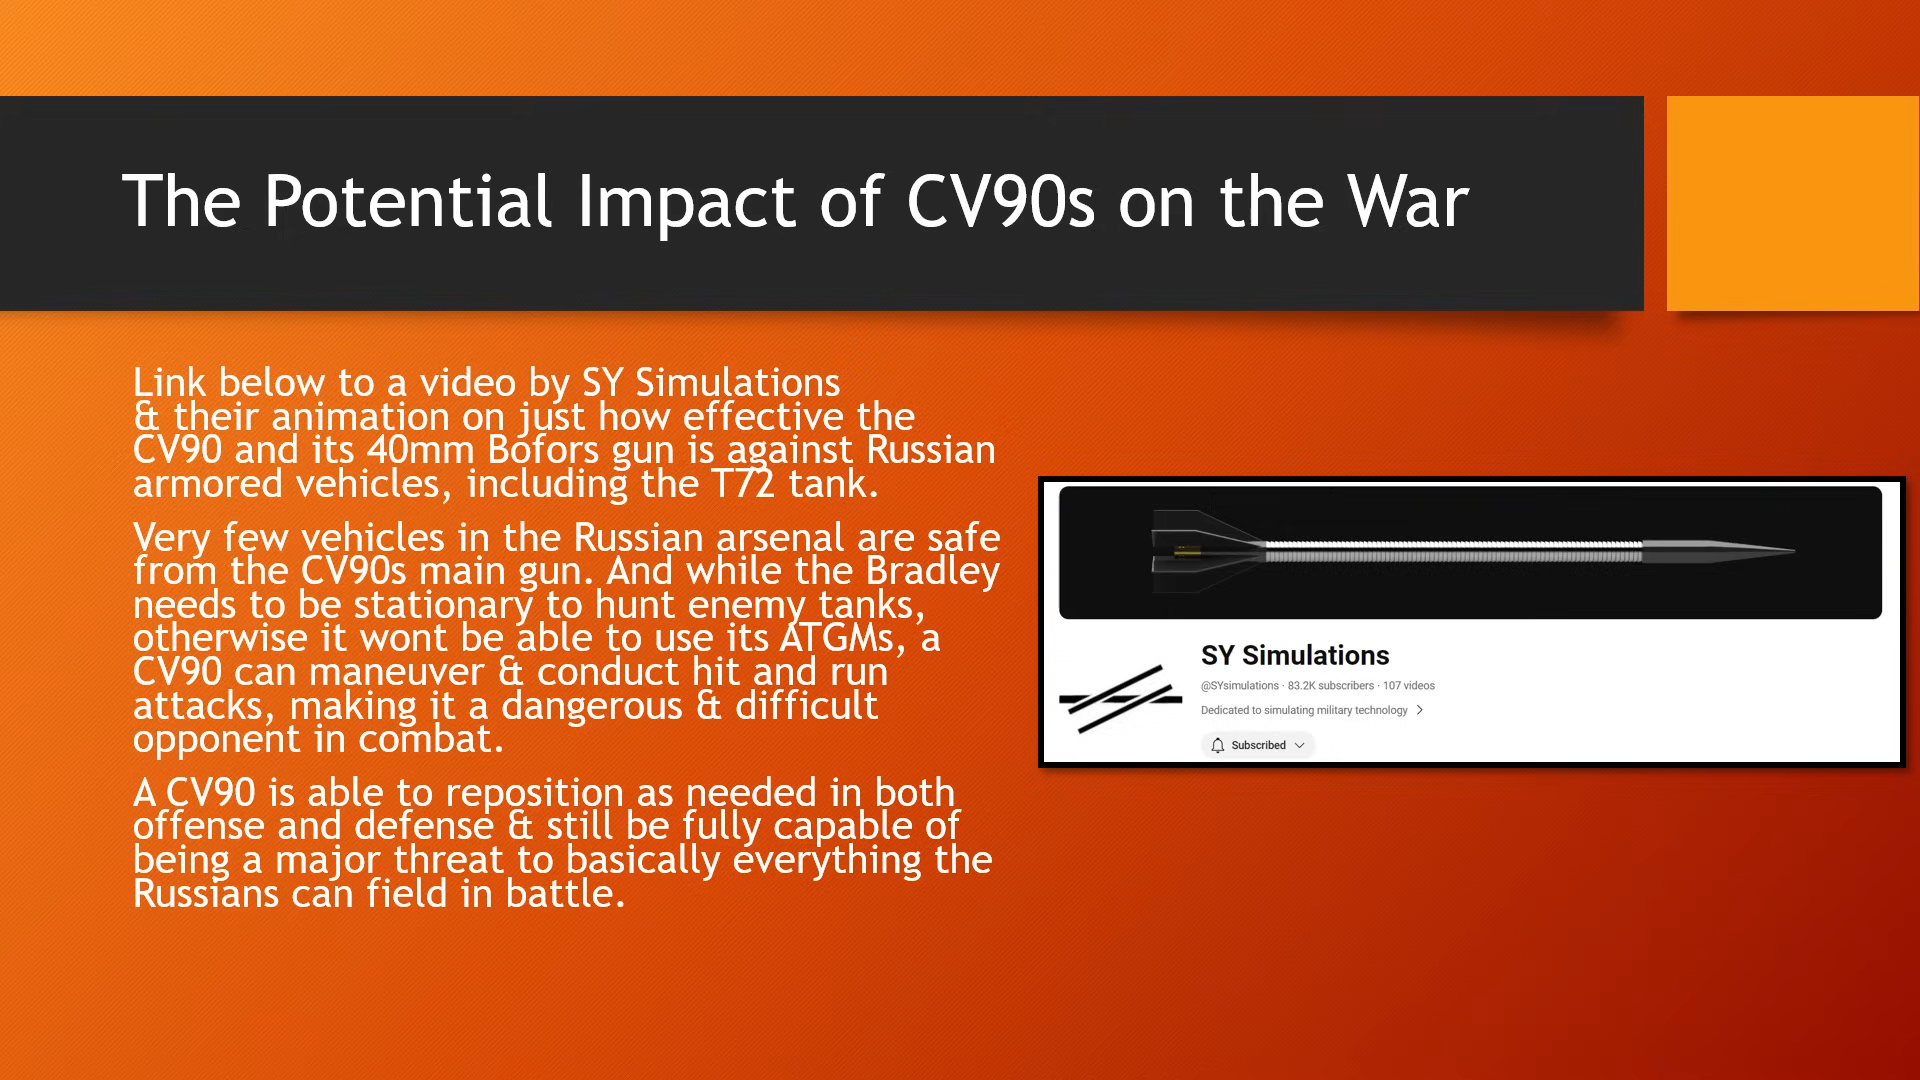 The Potential Impact of CV90s on the War
Link below to a video by SY Simulations
& their animation on just how effective the
CV90 and its 40mm Bofors gun is against Russian
armored vehicles, including the T72 tank.
Very few vehicles in the Russian arsenal are safe
from the CV90s main gun. And while the Bradley
needs to be stationary to hunt enemy tanks,
otherwise it wont be able to use its ATGMs, a
CV90 can maneuver & conduct hit and run
attacks, making it a dangerous & difficult
opponent in combat.
A CV90 is able to reposition as needed in both
offense and defense & still be fully capable of
being a major threat to basically everything the
Russians can field in battle.
SY Simulations
@SYsimulations · 83.2K subscribers · 107 videos
Dedicated to simulating military technology
Subscribed